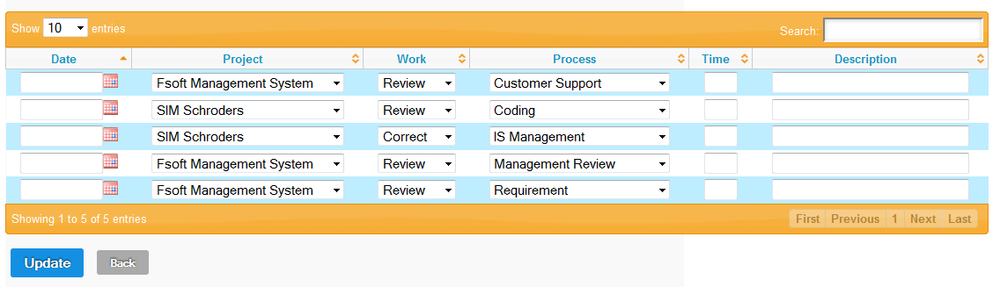 Show 10 entries Search:
Date Project Work Process Time Description
Fsoft Management System Review Customer Support
SIM Schroders Review Coding
SIM Schroders Correct IS Management
Fsoft Management System Review Management Review
Fsoft Management System Review Requirement
Showing 1 to 5 of 5 entries First Previous 1 Next Last
Update Back